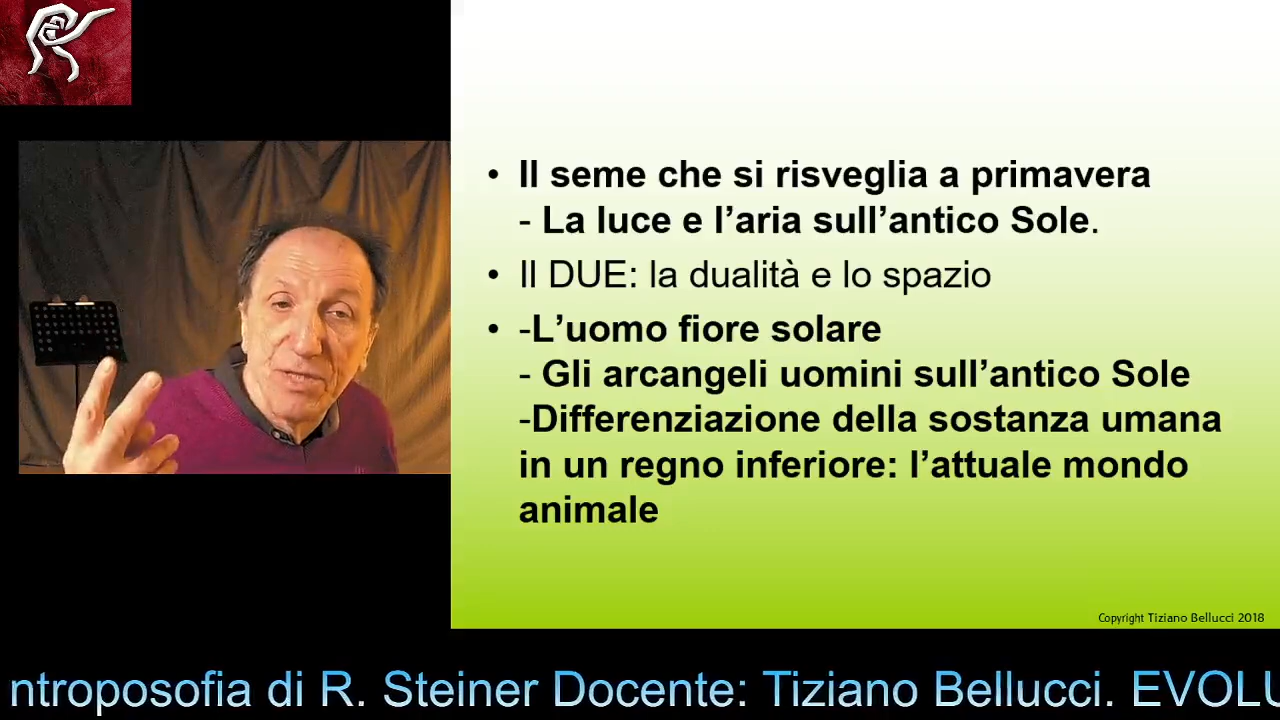 • Il seme che si risveglia a primavera
- La luce e l’aria sull’antico Sole.
• Il DUE: la dualità e lo spazio
• -L’uomo fiore solare
- Gli arcangeli uomini sull’antico Sole
-Differenziazione della sostanza umana
in un regno inferiore: l’attuale mondo
animale
Copyright Tiziano Bellucci 2018
ntroposofia di R. Steiner Docente: Tiziano Bellucci. EVOLU